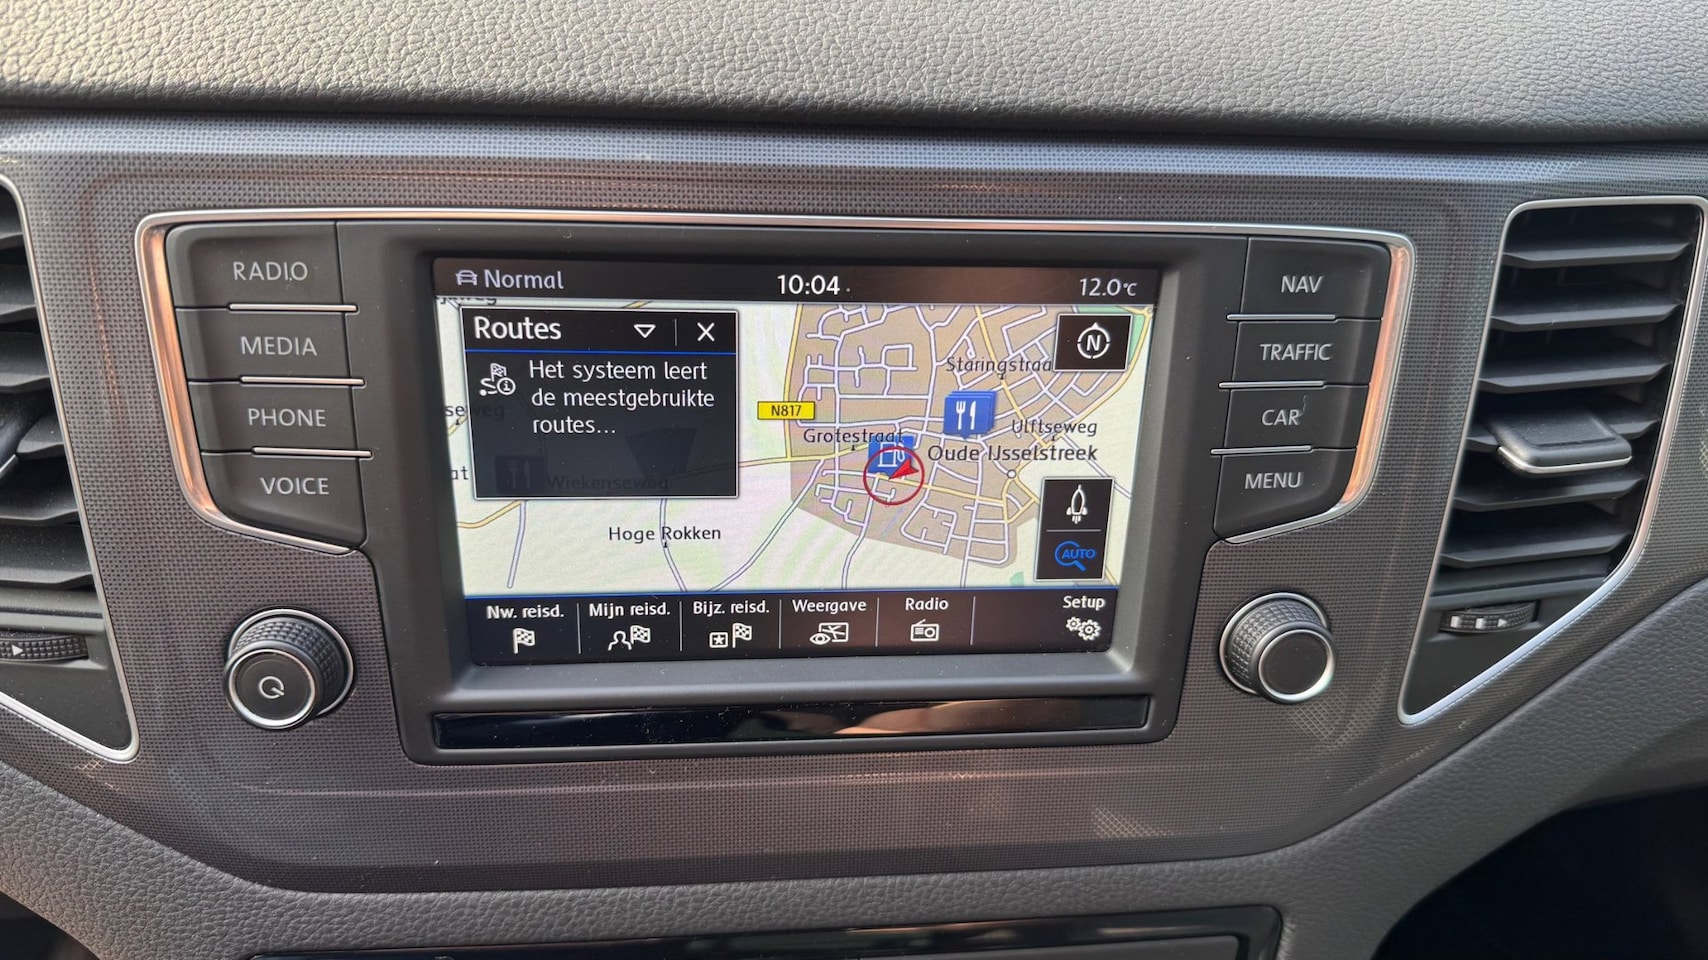 RADIO
MEDIA
PHONE
VOICE
Normal
10:04
12.0°C
Routes
Het systeem leert
de meestgebruikte
routes...
N
Staringstraa
N817
Grotestraat
Ulftseweg
Oude IJsselstreek
Wiekenseweg
Hoge Rokken
AUTO
Nw. reisd.
Mijn reisd.
Bijz. reisd.
Weergave
Radio
Setup
NAV
TRAFFIC
CAR
MENU